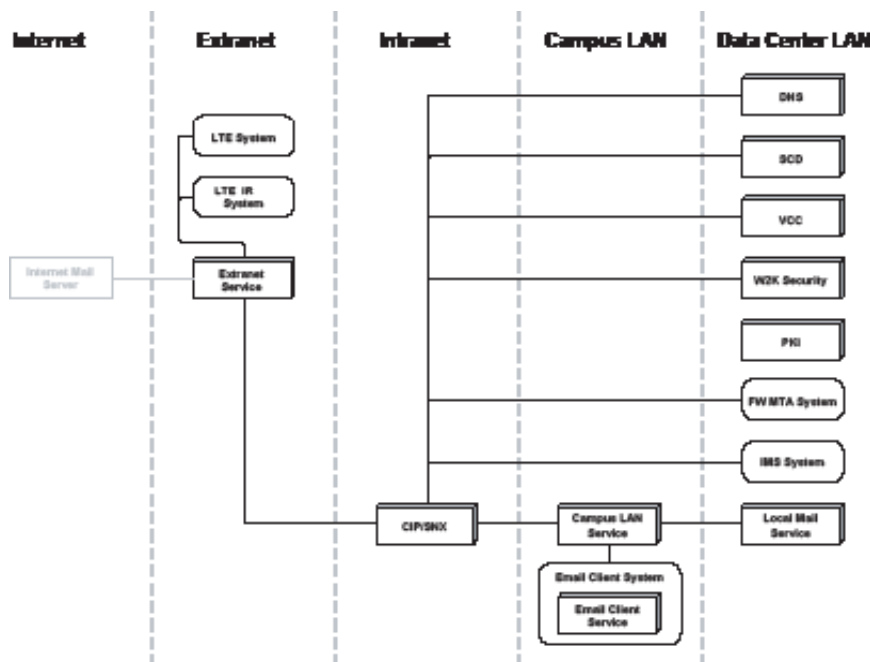 Internet
Extranet
Intranet
Campus LAN
Data Center LAN
DNS
LTE System
SCD
LTE IR
System
VCC
Internet Mail
Server
Extranet
Service
W2K Security
PKI
FW MTA System
IMS System
CIP/SNX
Campus LAN
Service
Local Mail
Service
Email Client System
Email Client
Service